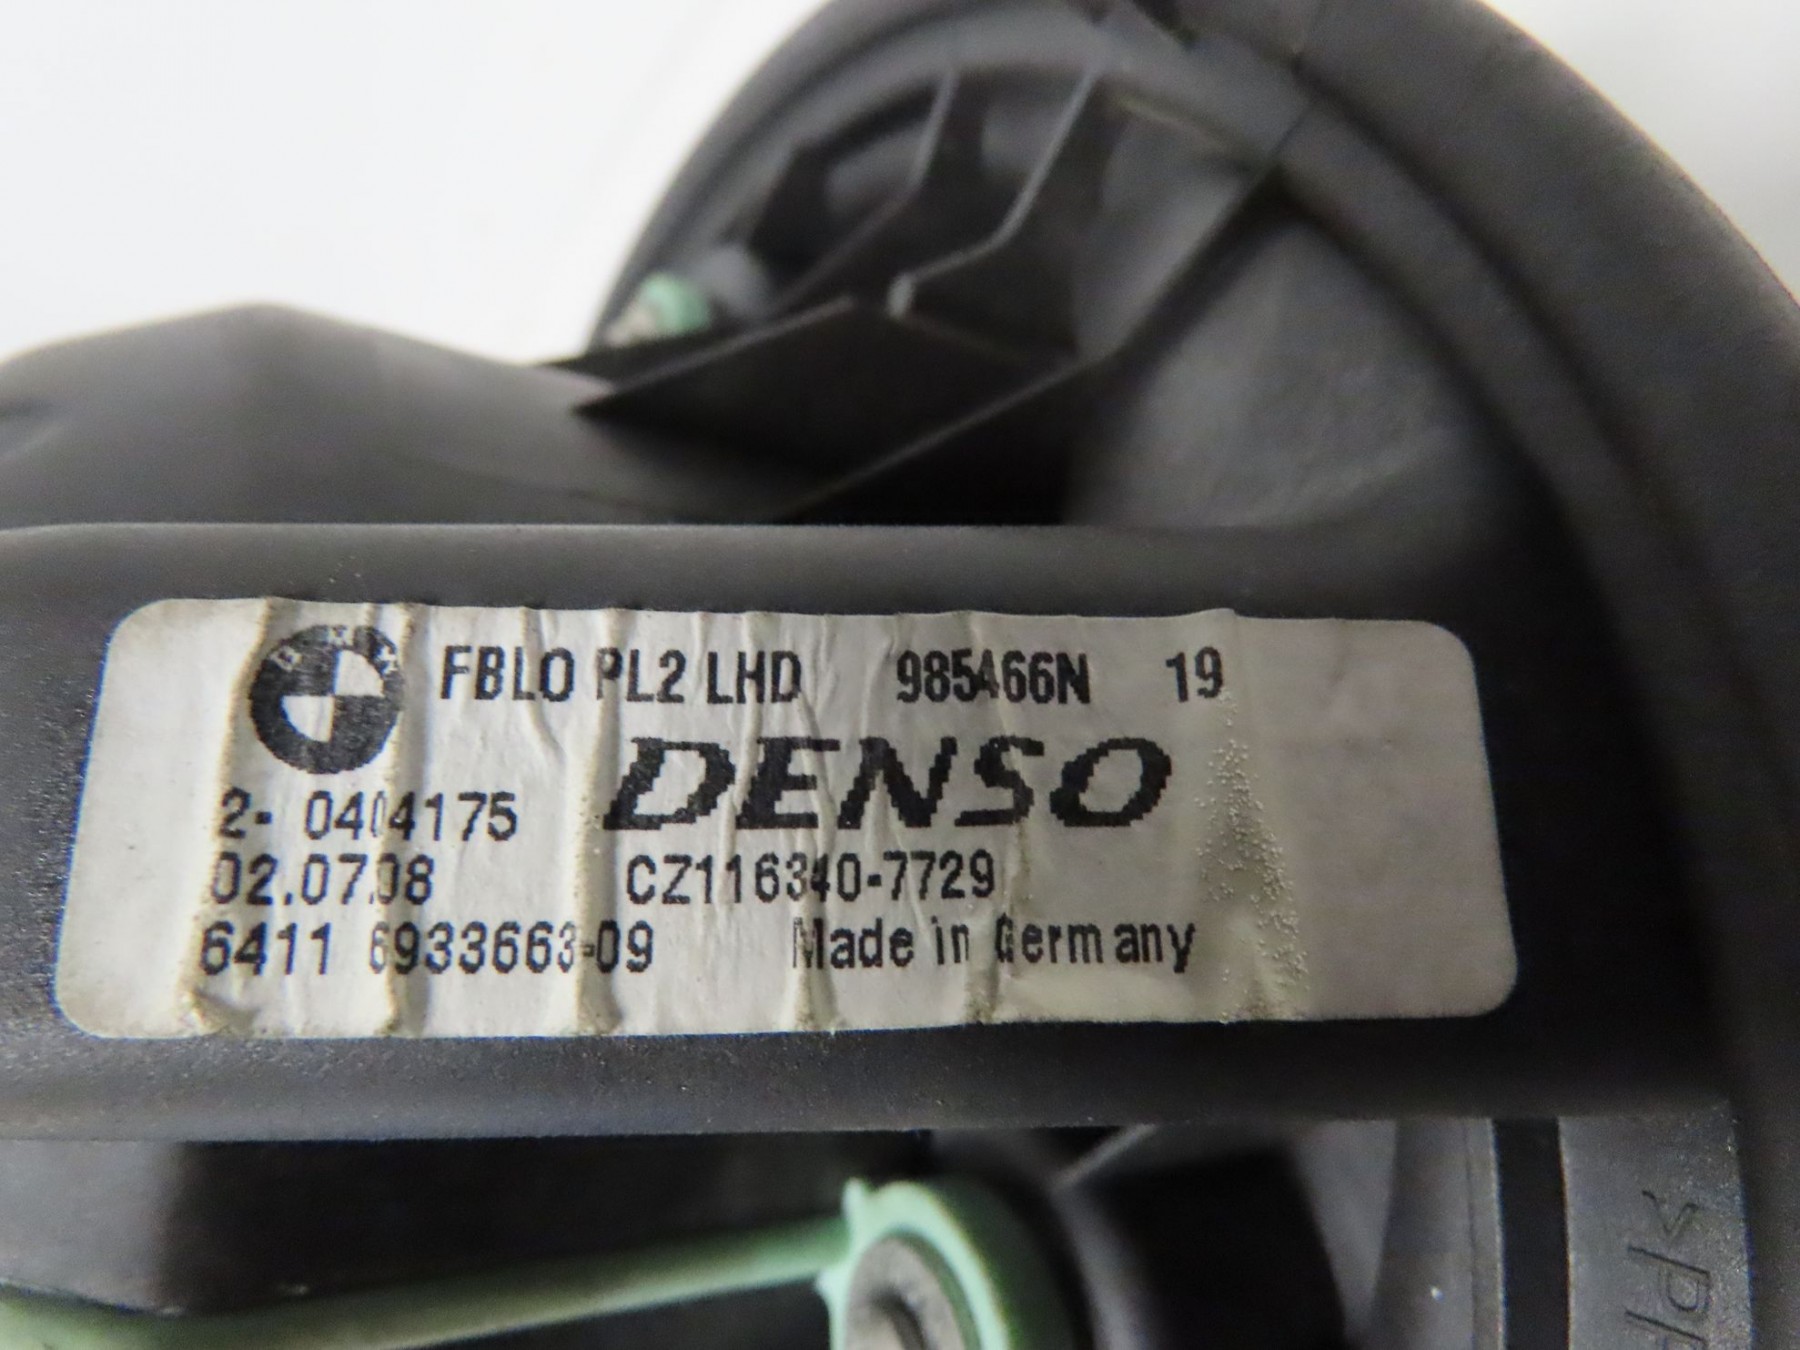 BMW FBLO PL2 LHD 985466N 19
DENSO
2- 0404175
02.07.08 CZ116340-7729
6411 6933663-09 Made in Germany